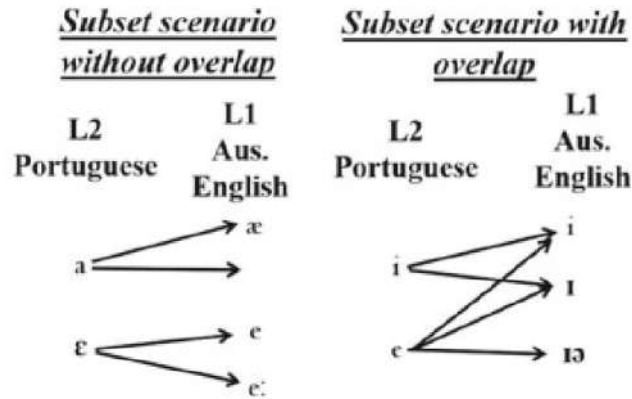 Subset scenario
without overlap
L2
Portuguese
L1
Aus.
English
a
æ
ɛ
e
eː
Subset scenario with
overlap
L2
Portuguese
L1
Aus.
English
i
e
i
ɪ
ɪə